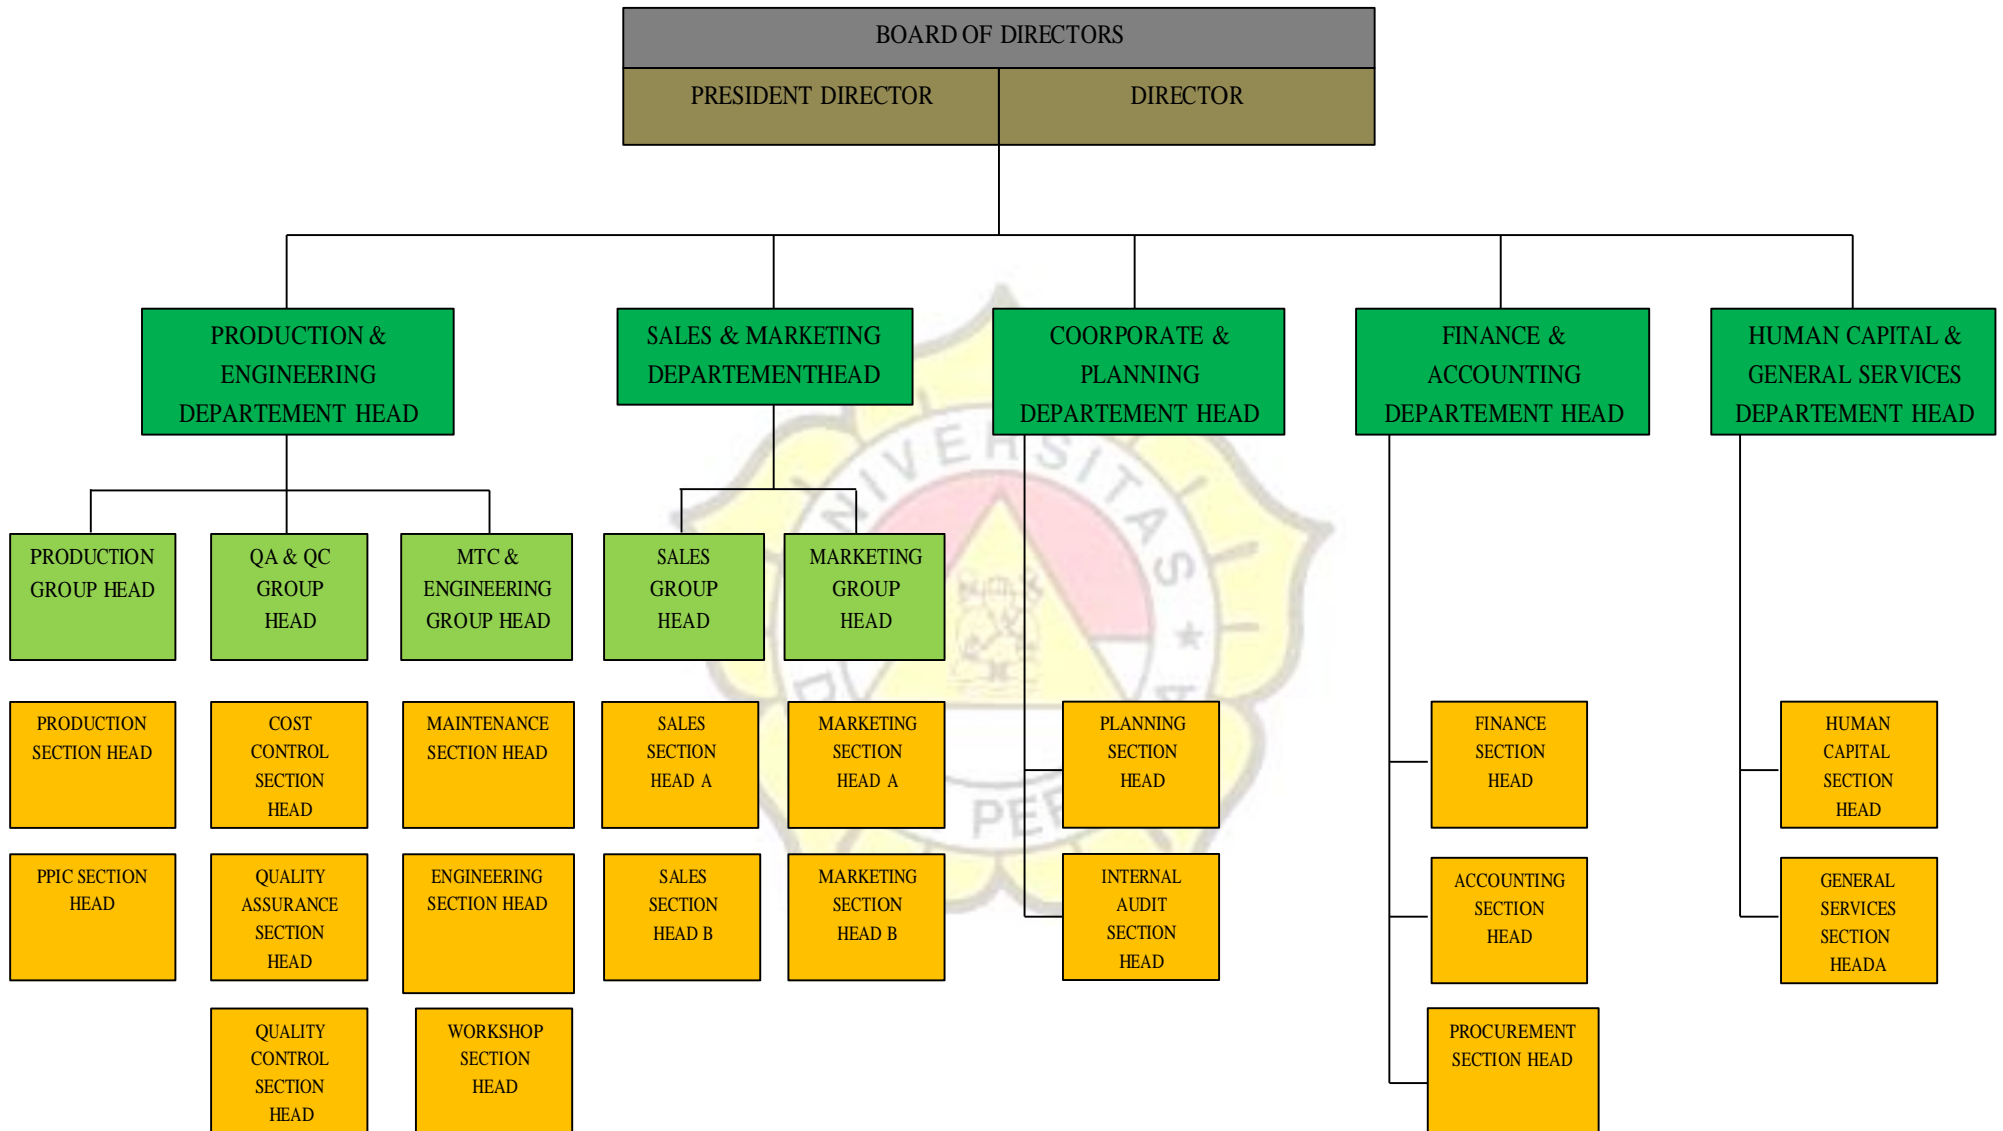 BOARD OF DIRECTORS
PRESIDENT DIRECTOR
DIRECTOR
PRODUCTION &
ENGINEERING
DEPARTEMENT HEAD
SALES & MARKETING
DEPARTEMENTHEAD
COORPORATE &
PLANNING
DEPARTEMENT HEAD
FINANCE &
ACCOUNTING
DEPARTEMENT HEAD
HUMAN CAPITAL &
GENERAL SERVICES
DEPARTEMENT HEAD
PRODUCTION
GROUP HEAD
QA & QC
GROUP
HEAD
MTC &
ENGINEERING
GROUP HEAD
SALES
GROUP
HEAD
MARKETING
GROUP
HEAD
PRODUCTION
SECTION HEAD
COST
CONTROL
SECTION
HEAD
MAINTENANCE
SECTION HEAD
SALES
SECTION
HEAD A
MARKETING
SECTION
HEAD A
PLANNING
SECTION
HEAD
FINANCE
SECTION
HEAD
HUMAN
CAPITAL
SECTION
HEAD
PPIC SECTION
HEAD
QUALITY
ASSURANCE
SECTION
HEAD
ENGINEERING
SECTION HEAD
SALES
SECTION
HEAD B
MARKETING
SECTION
HEAD B
INTERNAL
AUDIT
SECTION
HEAD
ACCOUNTING
SECTION
HEAD
GENERAL
SERVICES
SECTION
HEADA
QUALITY
CONTROL
SECTION
HEAD
WORKSHOP
SECTION
HEAD
PROCUREMENT
SECTION HEAD
UNIVERSITAS